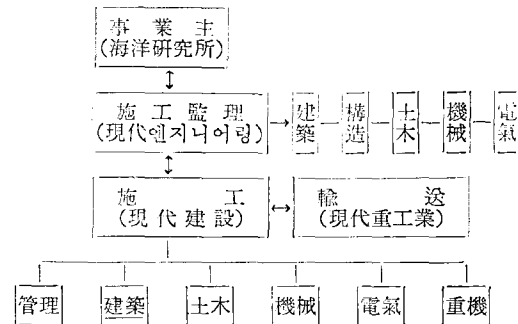 事業主
(海洋硏究所)
施工監理
(現代엔지니어링)
建築
構造
土木
機械
電氣
施工
(現代建設)
輸送
(現代重工業)
管理
建築
土木
機械
電氣
重機